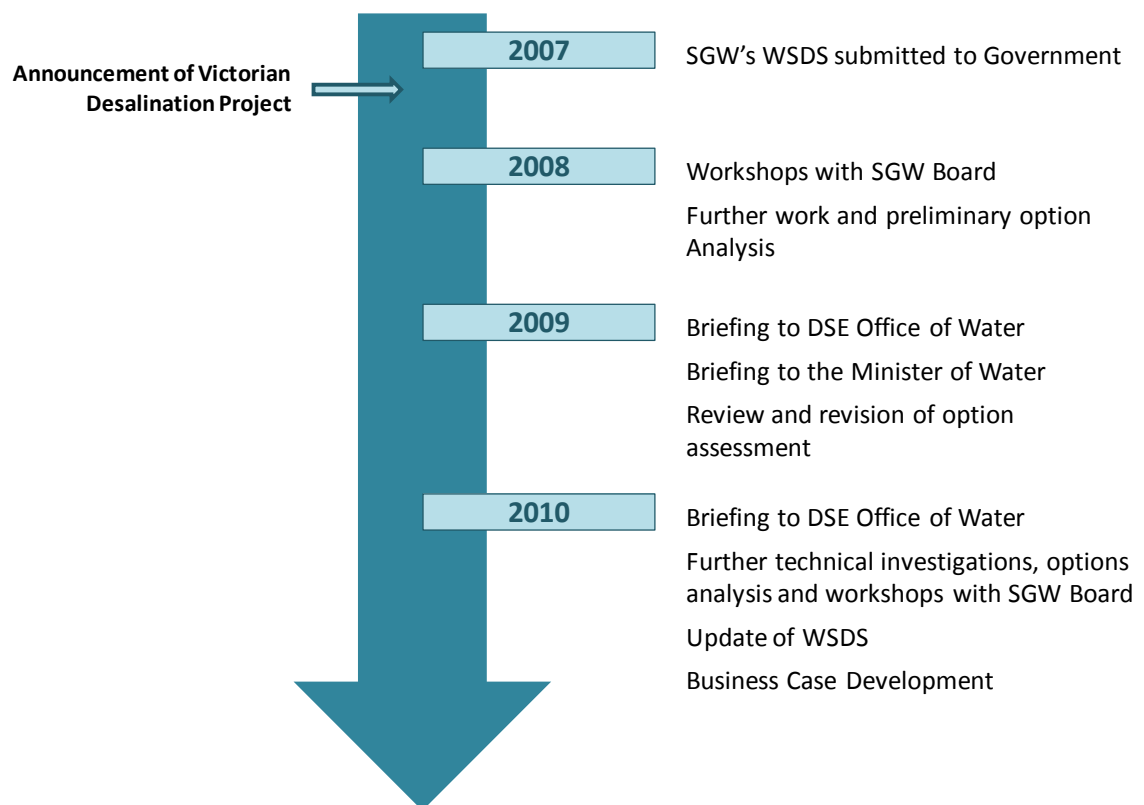 2007
SGW's WSDS submitted to Government
Announcement of Victorian
Desalination Project
2008
Workshops with SGW Board
Further work and preliminary option
Analysis
2009
Briefing to DSE Office of Water
Briefing to the Minister of Water
Review and revision of option
assessment
2010
Briefing to DSE Office of Water
Further technical investigations, options
analysis and workshops with SGW Board
Update of WSDS
Business Case Development